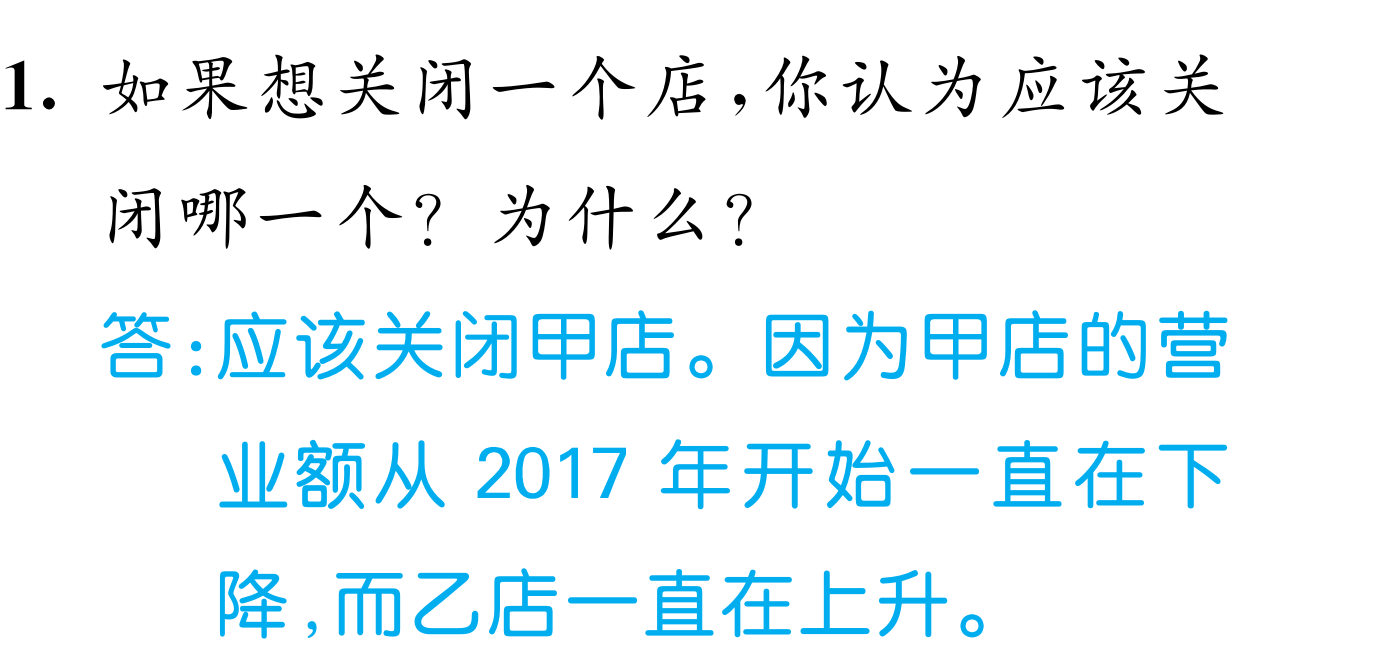 1. 如果想关闭一个店,你认为应该关
闭哪一个? 为什么?
答:应该关闭甲店。因为甲店的营
业额从 2017 年开始一直在下
降,而乙店一直在上升。